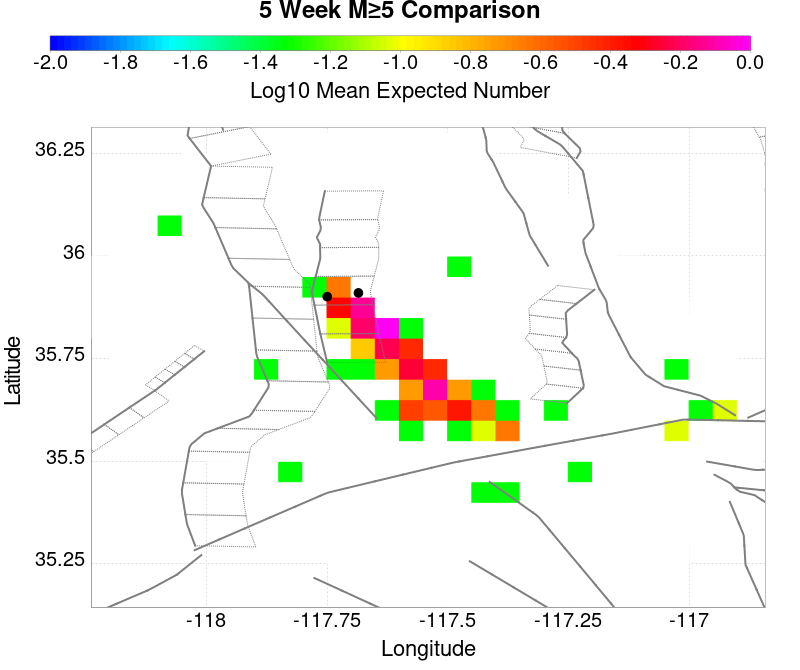 5 Week M≥5 Comparison
-2.0 -1.8 -1.6 -1.4 -1.2 -1.0 -0.8 -0.6 -0.4 -0.2 0.0
Log10 Mean Expected Number
36.25
36
35.75
35.5
35.25
Latitude
-118 -117.75 -117.5 -117.25 -117
Longitude